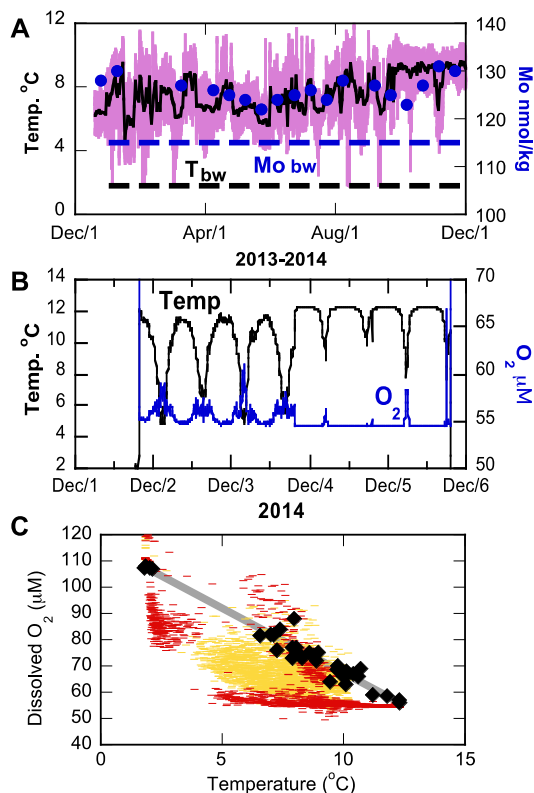 A
12
8
4
0
Temp. °C
140
130
120
110
100
Mo nmol/kg
Mo bw
T bw
Dec/1
Apr/1
Aug/1
Dec/1
2013-2014
B
14
12
10
8
6
4
2
Temp. °C
Temp
70
65
60
55
50
O2 µM
O2
Dec/1
Dec/2
Dec/3
Dec/4
Dec/5
Dec/6
2014
C
120
110
100
90
80
70
60
50
40
Dissolved O2 (µM)
0
5
10
15
Temperature (°C)